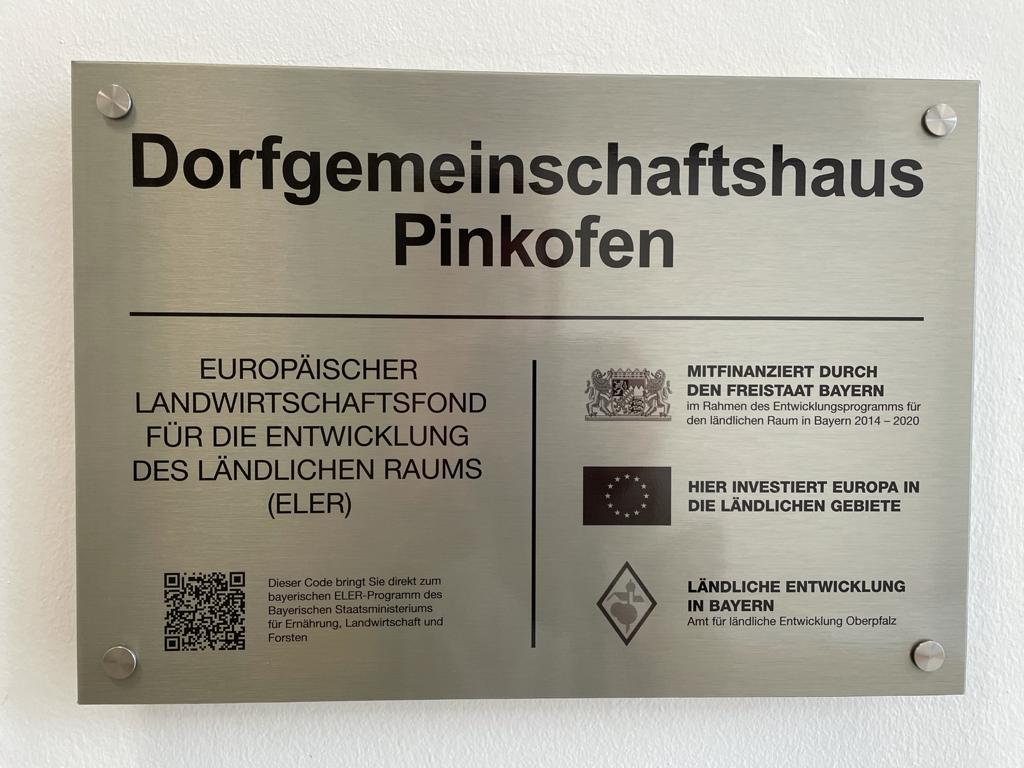 Dorfgemeinschaftshaus
Pinkofen
EUROPÄISCHER
LANDWIRTSCHAFTSFOND
FÜR DIE ENTWICKLUNG
DES LÄNDLICHEN RAUMS
(ELER)
Dieser Code bringt Sie direkt zum
bayerischen ELER-Programm des
Bayerischen Staatsministeriums
für Ernährung, Landwirtschaft und
Forsten
MITFINANZIERT DURCH
DEN FREISTAAT BAYERN
im Rahmen des Entwicklungsprogramms für
den ländlichen Raum in Bayern 2014 – 2020
HIER INVESTIERT EUROPA IN
DIE LÄNDLICHEN GEBIETE
LÄNDLICHE ENTWICKLUNG
IN BAYERN
Amt für ländliche Entwicklung Oberpfalz